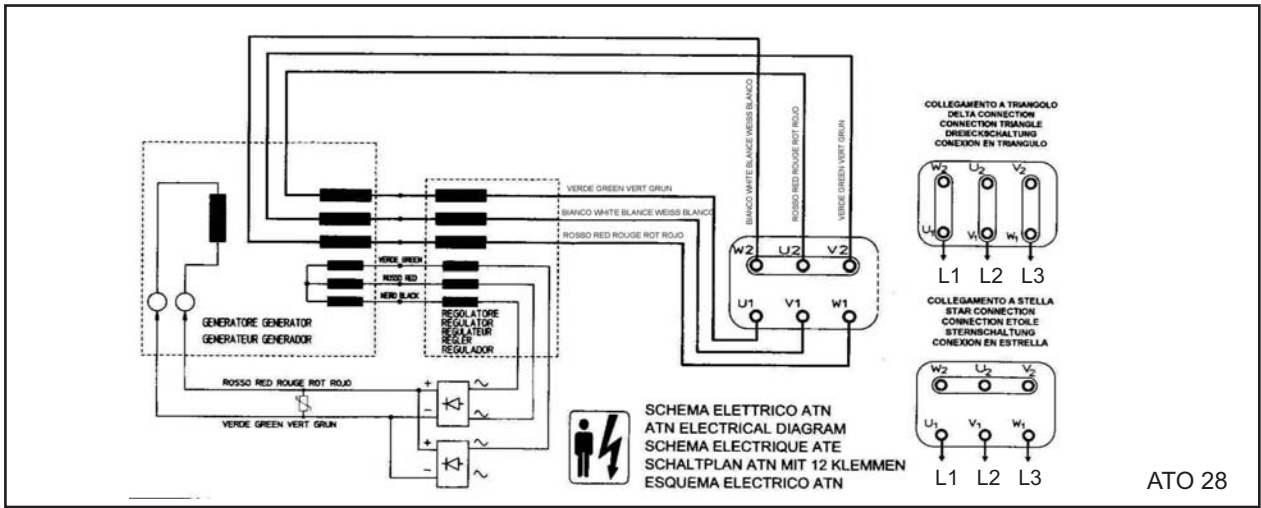 BIANCO WHITE BLANCE WEISS BLANCO
ROSSO RED ROUGE ROT ROJO
VERDE GREEN VERT GRUN
VERDE GREEN VERT GRUN
BIANCO WHITE BLANCE WEISS BLANCO
ROSSO RED ROUGE ROT ROJO
VERDE GREEN
ROSSO RED
NERO BLACK
GENERATORE GENERATOR
GENERATEUR GENERADOR
REGOLATORE
REGULATOR
REGULATEUR
REGLER
REGULADOR
ROSSO RED ROUGE ROT ROJO
VERDE GREEN VERT GRUN
+
~
–
~
+
~
–
~
W2 U2 V2
U1 V1 W1
COLLEGAMENTO A TRIANGOLO
DELTA CONNECTION
CONNECTION TRIANGLE
DREIECKSCHALTUNG
CONEXION EN TRIANGULO
W2 U2 V2
U1 V1 W1
L1 L2 L3
COLLEGAMENTO A STELLA
STAR CONNECTION
CONNECTION ETOILE
STERNSCHALTUNG
CONEXION EN ESTRELLA
W2 U2 V2
U1 V1 W1
L1 L2 L3
SCHEMA ELETTRICO ATN
ATN ELECTRICAL DIAGRAM
SCHEMA ELECTRIQUE ATE
SCHALTPLAN ATN MIT 12 KLEMMEN
ESQUEMA ELECTRICO ATN
ATO 28